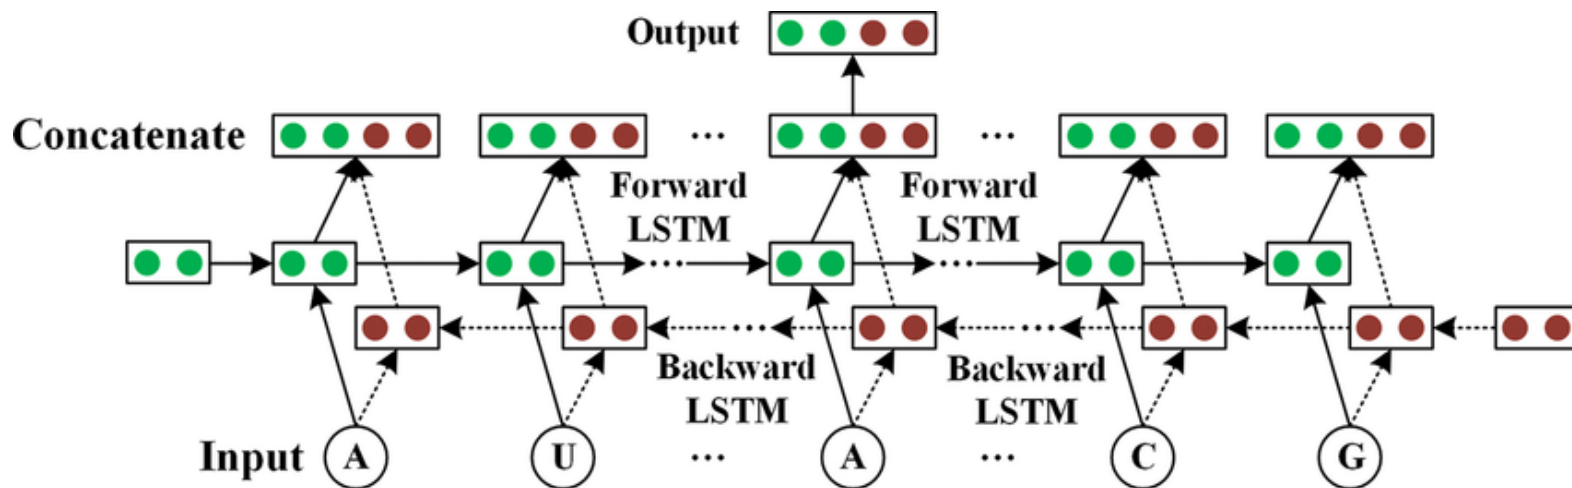 Output
Concatenate
... ...
Forward
LSTM
Forward
LSTM
... ...
... ...
Backward
LSTM
Backward
LSTM
Input A U ... A ... C G